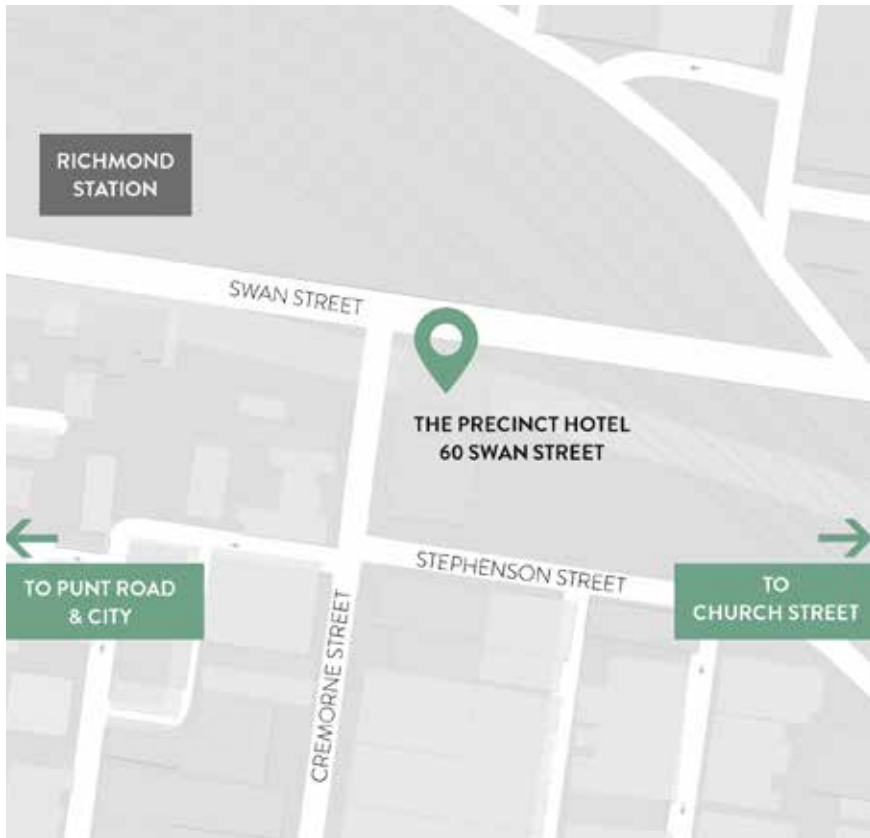 RICHMOND
STATION
SWAN STREET
THE PRECINCT HOTEL
60 SWAN STREET
STEPHENSON STREET
TO PUNT ROAD
& CITY
TO
CHURCH STREET
CREMORNE STREET